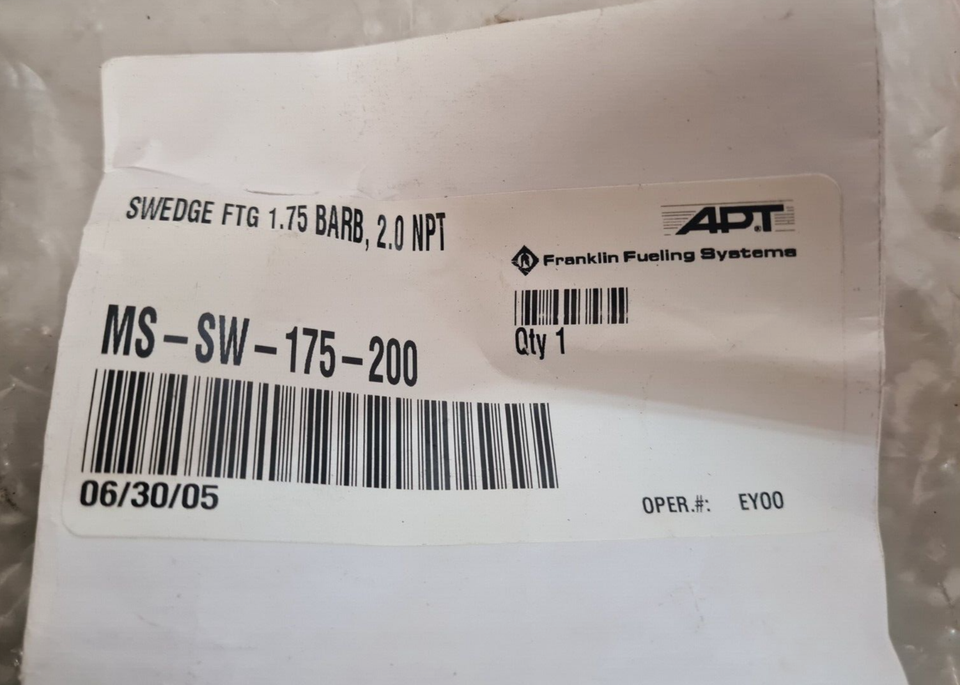 SWEDGE FTG 1.75 BARB, 2.0 NPT
APT
Franklin Fueling Systems
Qty 1
MS-SW-175-200
06/30/05
OPER.#: EY00